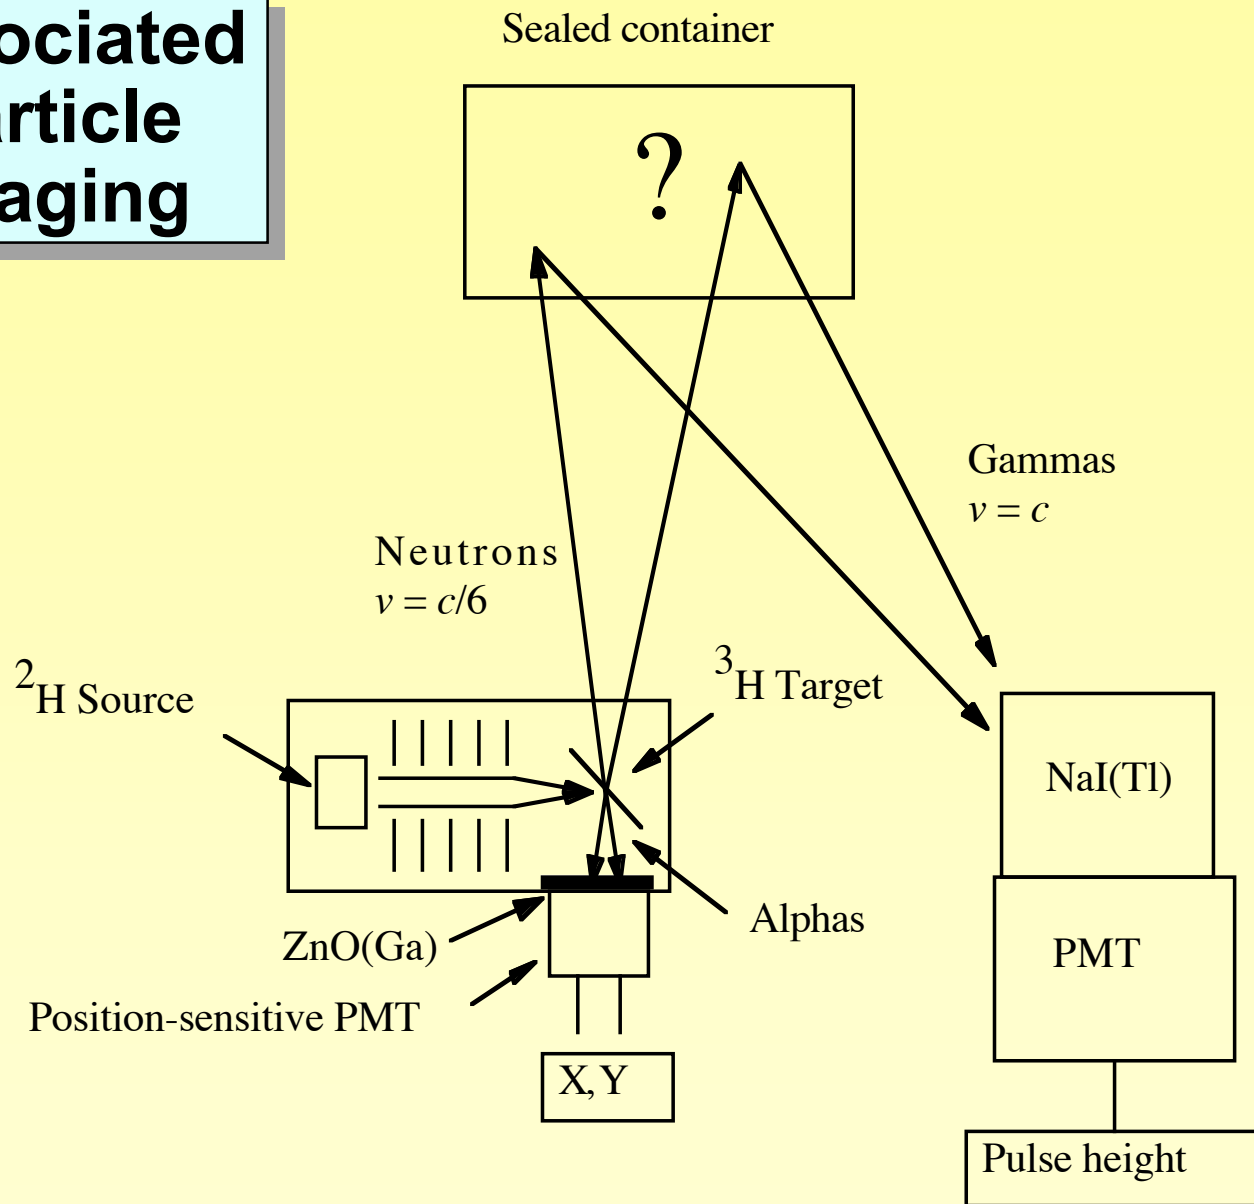 ociated
article
aging
Sealed container
?
Gammas
v = c
Neutrons
v = c/6
²H Source
³H Target
NaI(Tl)
ZnO(Ga)
Alphas
PMT
Position-sensitive PMT
X, Y
Pulse height